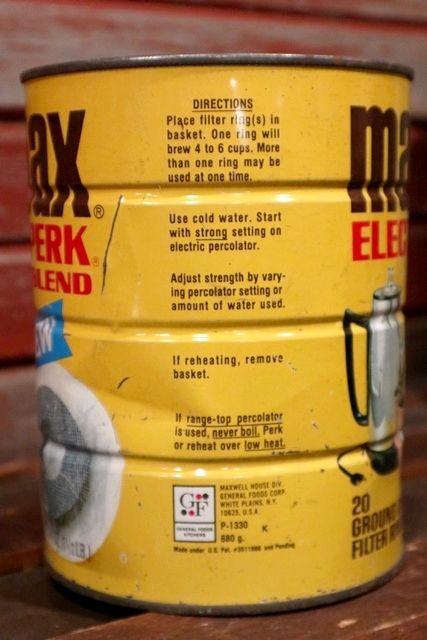 ax®
PERK®
BLEND
DIRECTIONS
Place filter ring(s) in
basket. One ring will
brew 4 to 6 cups. More
than one ring may be
used at one time.
Use cold water. Start
with strong setting on
electric percolator.
Adjust strength by vary-
ing percolator setting or
amount of water used.
If reheating, remove
basket.
If range-top percolator
is used, never boil. Perk
or reheat over low heat.
GF
GENERAL FOODS
KITCHENS
MAXWELL HOUSE DIV.
GENERAL FOODS CORP.
WHITE PLAINS, N.Y.
10625, U.S.A.
P-1330 K
680 g.
Made under U.S. Pat. #3511666 and Pending
ma
ELEC
20
GROUN
FILTER R